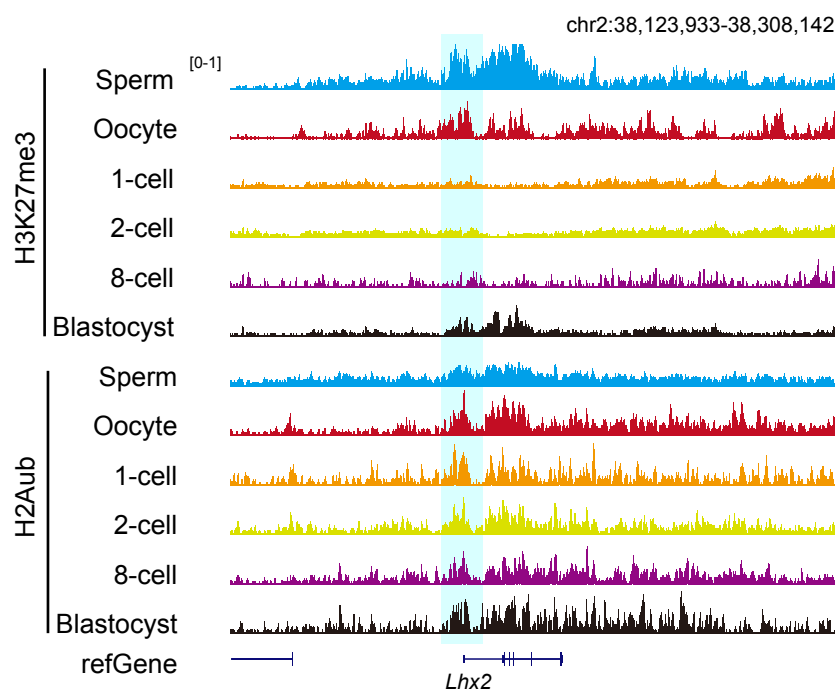 chr2:38,123,933-38,308,142
[0-1]
H3K27me3
Sperm
Oocyte
1-cell
2-cell
8-cell
Blastocyst
H2Aub
Sperm
Oocyte
1-cell
2-cell
8-cell
Blastocyst
refGene
Lhx2